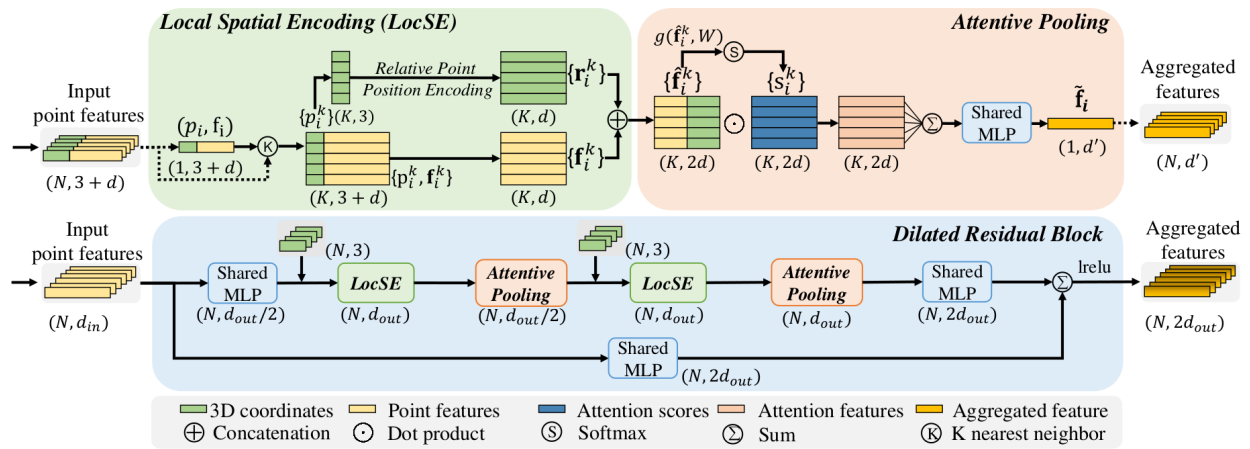 Local Spatial Encoding (LocSE)
Attentive Pooling
Input
point features
(N, 3 + d)
(p_i, f_i)
(1, 3 + d)
K
{p_i^k}(K, 3)
Relative Point
Position Encoding
(K, d)
{r_i^k}
(K, 3 + d)
{p_i^k, f_i^k}
(K, d)
{f_i^k}
g(f̂_i^k, W)
S
{f̂_i^k}
{s_i^k}
(K, 2d)
(K, 2d)
(K, 2d)
Σ
Shared
MLP
f̃_i
(1, d′)
Aggregated
features
(N, d′)
Dilated Residual Block
Input
point features
(N, d_in)
Shared
MLP
(N, d_out/2)
(N, 3)
LocSE
(N, d_out)
Attentive
Pooling
(N, d_out/2)
(N, 3)
LocSE
(N, d_out)
Attentive
Pooling
(N, d_out)
Shared
MLP
(N, 2d_out)
Σ
lrelu
Shared
MLP
(N, 2d_out)
Aggregated
features
(N, 2d_out)
3D coordinates
Point features
Attention scores
Attention features
Aggregated feature
Concatenation
Dot product
S Softmax
Σ Sum
K K nearest neighbor